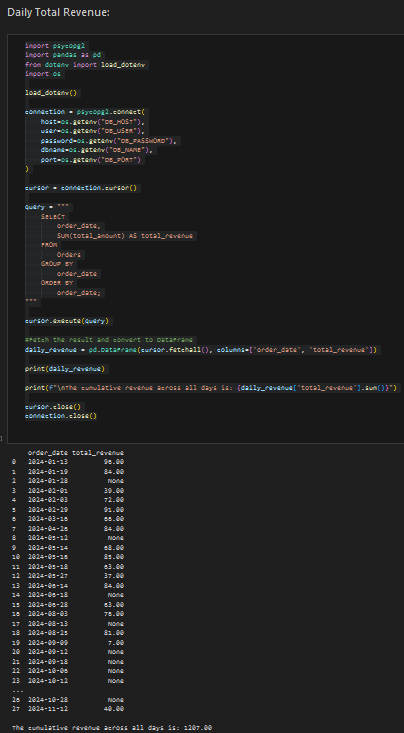 Daily Total Revenue:
import psycopg2
import pandas as pd
from dotenv import load_dotenv
import os
load_dotenv()
connection = psycopg2.connect(
host=os.getenv("DB_HOST"),
user=os.getenv("DB_USER"),
password=os.getenv("DB_PASSWORD"),
dbname=os.getenv("DB_NAME"),
port=os.getenv("DB_PORT")
)
cursor = connection.cursor()
query = """
SELECT
order_date,
SUM(total_amount) AS total_revenue
FROM
Orders
GROUP BY
order_date
ORDER BY
order_date;
"""
cursor.execute(query)
#Fetch the result and convert to DataFrame
daily_revenue = pd.DataFrame(cursor.fetchall(), columns=["order_date", "total_revenue"])
print(daily_revenue)
print(f"\nThe cumulative revenue across all days is: {daily_revenue["total_revenue"].sum()}")
cursor.close()
connection.close()
order_date total_revenue
0 2024-01-13 96.00
1 2024-01-19 84.00
2 2024-01-28 None
3 2024-02-01 39.00
4 2024-02-03 72.00
5 2024-02-29 91.00
6 2024-03-16 66.00
7 2024-04-26 84.00
8 2024-05-12 None
9 2024-05-14 68.00
10 2024-05-16 85.00
11 2024-05-18 63.00
12 2024-05-27 37.00
13 2024-06-14 84.00
14 2024-06-18 None
15 2024-06-28 63.00
16 2024-08-03 76.00
17 2024-08-13 None
18 2024-08-25 81.00
19 2024-09-09 7.00
20 2024-09-12 None
21 2024-09-18 None
22 2024-10-06 None
23 2024-10-12 None
...
26 2024-10-28 None
27 2024-11-12 40.00
The cumulative revenue across all days is: 1207.00